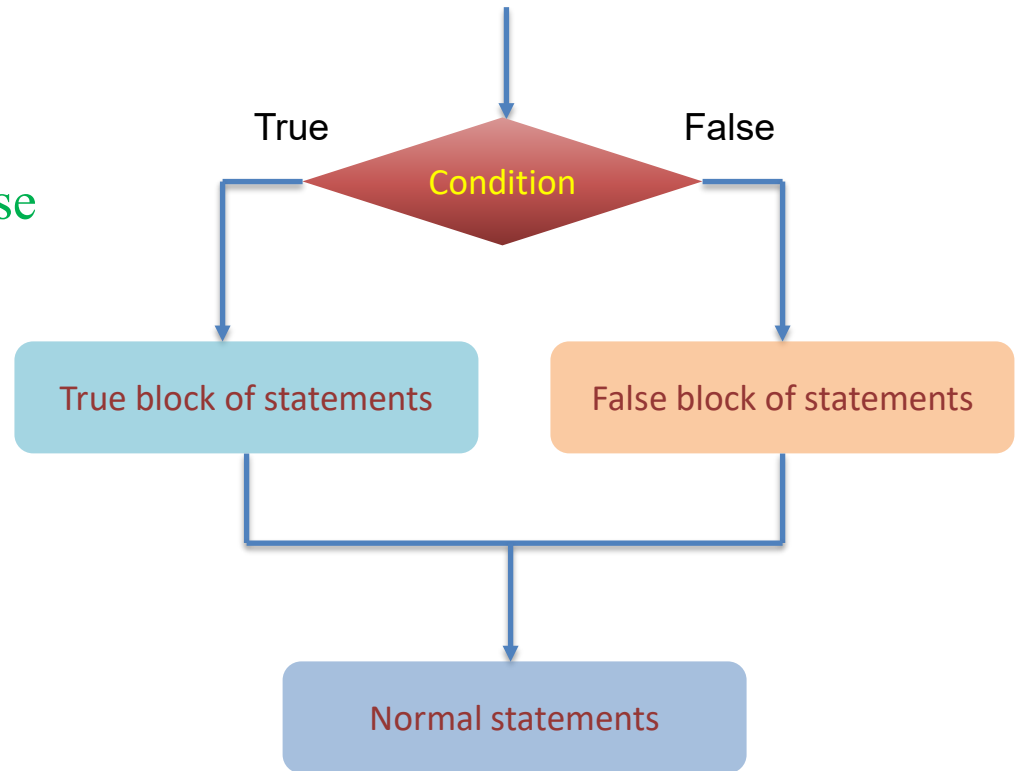 True
False
Condition
se
True block of statements
False block of statements
Normal statements